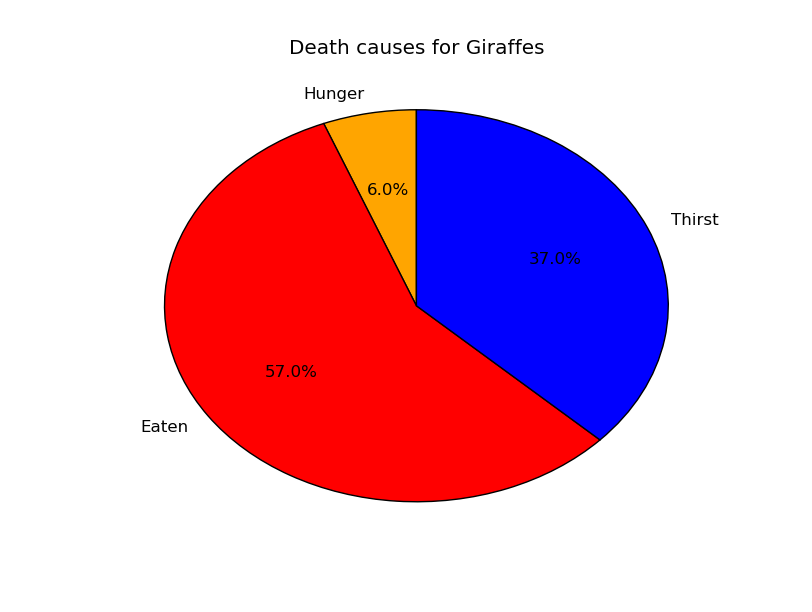 Death causes for Giraffes
Hunger
6.0%
Thirst
37.0%
57.0%
Eaten